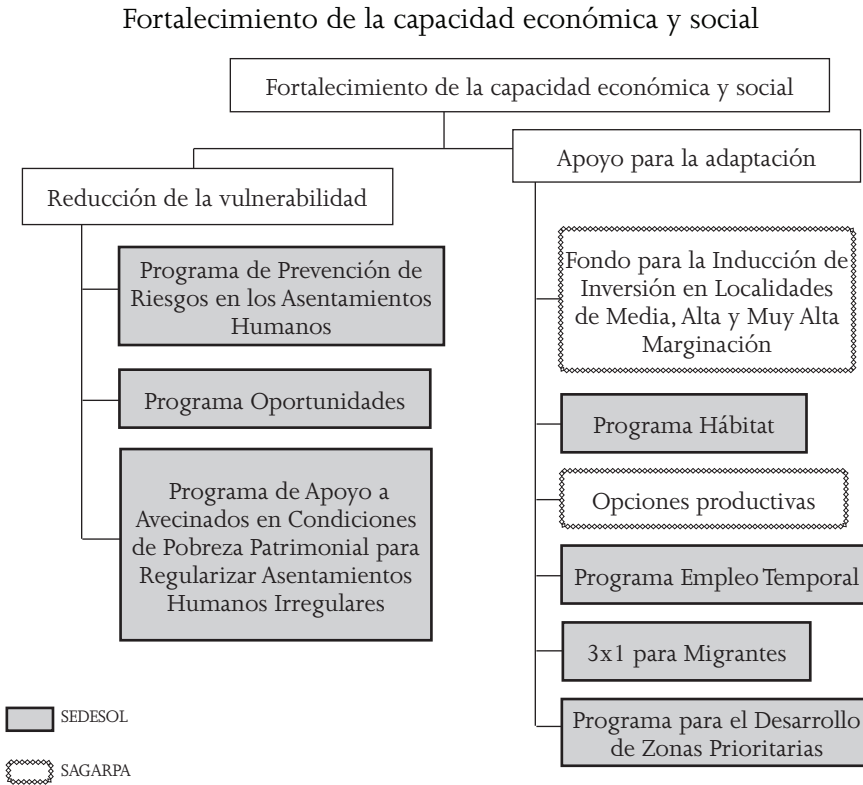 Fortalecimiento de la capacidad económica y social
Fortalecimiento de la capacidad económica y social
Reducción de la vulnerabilidad
Programa de Prevención de
Riesgos en los Asentamientos
Humanos
Programa Oportunidades
Programa de Apoyo a
Avecinados en Condiciones
de Pobreza Patrimonial para
Regularizar Asentamientos
Humanos Irregulares
Apoyo para la adaptación
Fondo para la Inducción de
Inversión en Localidades
de Media, Alta y Muy Alta
Marginación
Programa Hábitat
Opciones productivas
Programa Empleo Temporal
3x1 para Migrantes
Programa para el Desarrollo
de Zonas Prioritarias
SEDESOL
SAGARPA